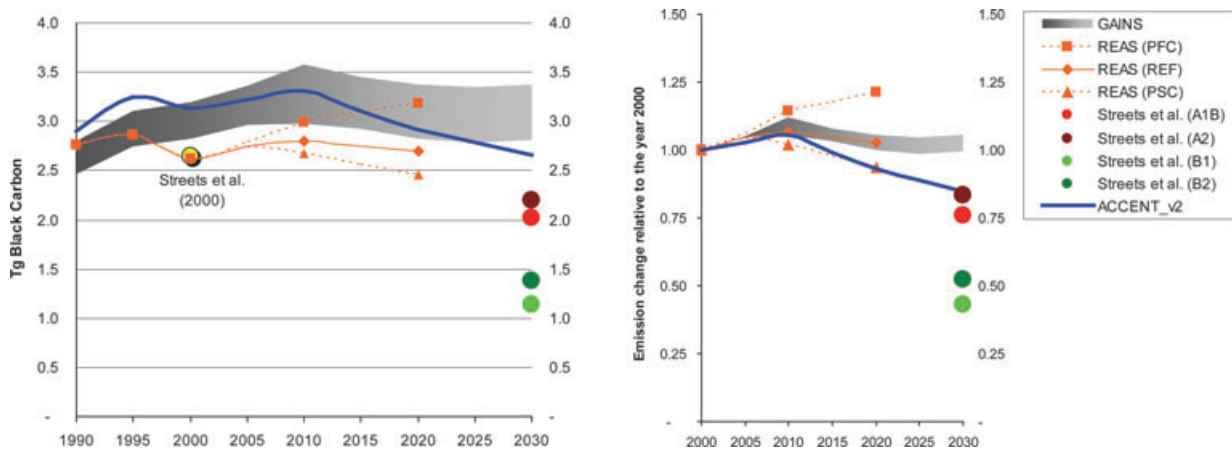 Tg Black Carbon
4.0
3.5
3.0
2.5
2.0
1.5
1.0
0.5
-
1990 1995 2000 2005 2010 2015 2020 2025 2030
4.0
3.5
3.0
2.5
2.0
1.5
1.0
0.5
-
Streets et al.
(2000)
Emission change relative to the year 2000
1.50
1.25
1.00
0.75
0.50
0.25
-
2000 2005 2010 2015 2020 2025 2030
1.50
1.25
1.00
0.75
0.50
0.25
-
GAINS
REAS (PFC)
REAS (REF)
REAS (PSC)
Streets et al. (A1B)
Streets et al. (A2)
Streets et al. (B1)
Streets et al. (B2)
ACCENT_v2